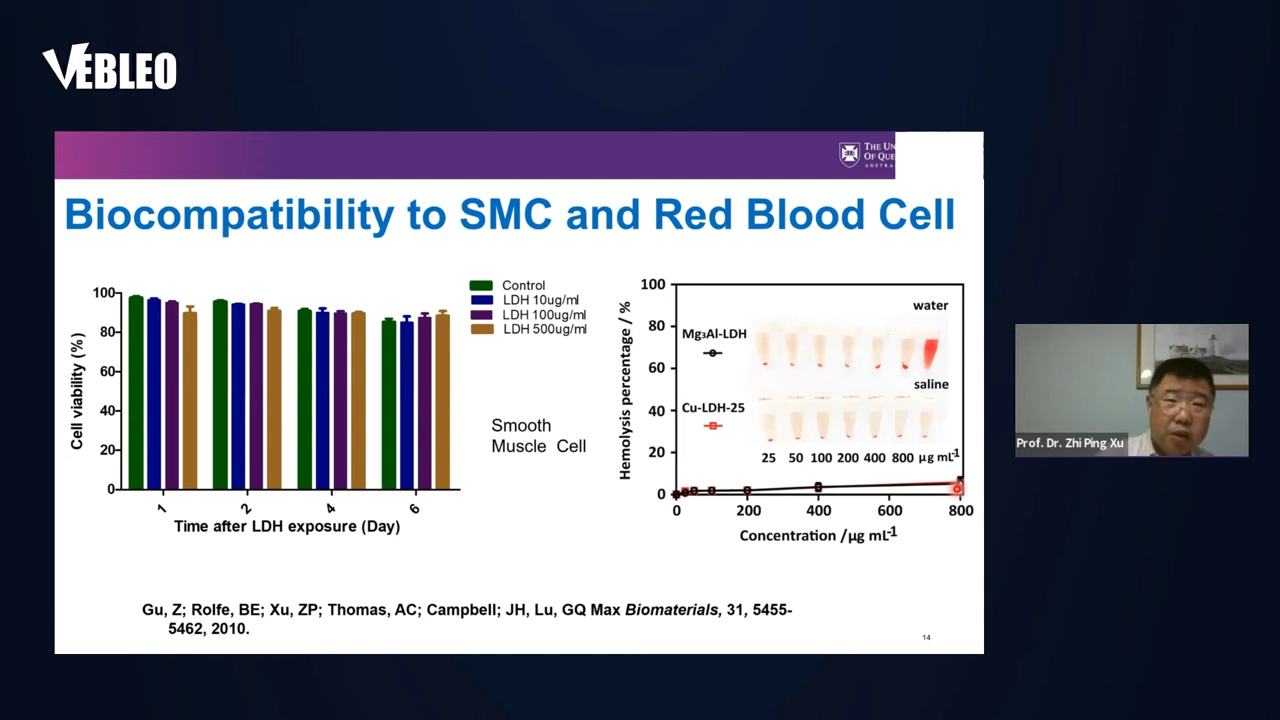 VEBLEO
THE UN
OF QUE
AUSTRA
Biocompatibility to SMC and Red Blood Cell
Cell viability (%)
100
80
60
40
20
0
1
2
4
6
Time after LDH exposure (Day)
Control
LDH 10ug/ml
LDH 100ug/ml
LDH 500ug/ml
Smooth
Muscle Cell
Hemolysis percentage / %
100
80
60
40
20
0
water
Mg3Al-LDH
saline
Cu-LDH-25
25 50 100 200 400 800 µg mL-1
0 200 400 600 800
Concentration /µg mL-1
Gu, Z; Rolfe, BE; Xu, ZP; Thomas, AC; Campbell; JH, Lu, GQ Max Biomaterials, 31, 5455-
5462, 2010.
14
Prof. Dr. Zhi Ping Xu